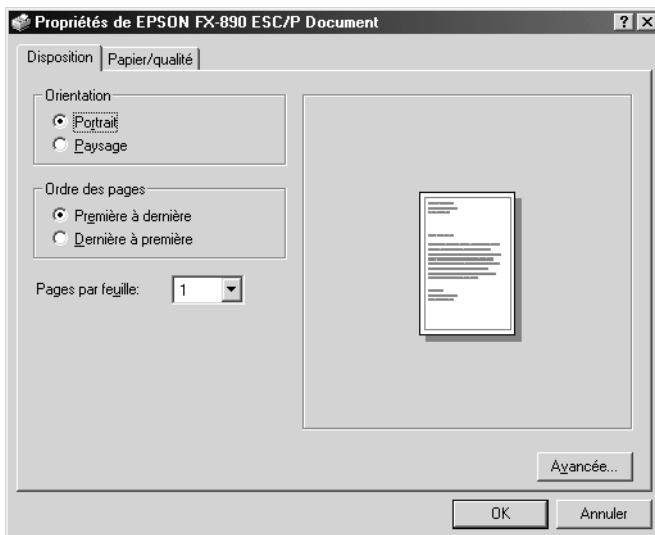 Propriétés de EPSON FX-890 ESC/P Document
Disposition
Papier/qualité
Orientation
Portrait
Paysage
Ordre des pages
Première à dernière
Dernière à première
Pages par feuille: 1
Avancée...
OK
Annuler